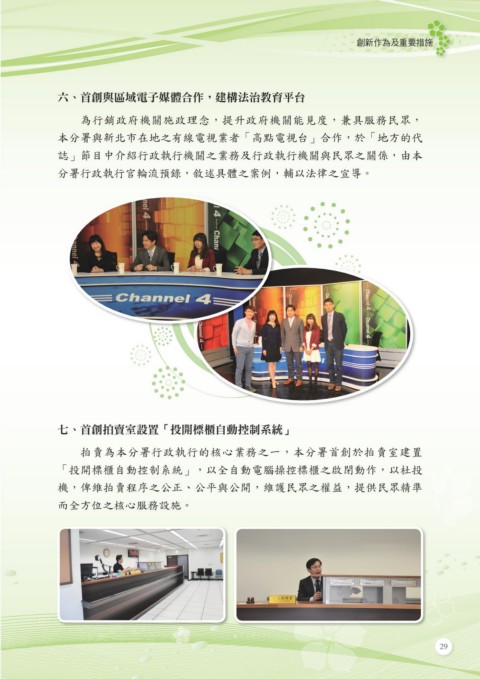 創新作為及重要措施
六、首創與區域電子媒體合作，建構法治教育平台
為行銷政府機關施政理念，提升政府機關能見度，兼具服務民眾，
本分署與新北市在地之有線電視業者「高點電視台」合作，於「地方的代
誌」節目中介紹行政執行機關之業務及行政執行機關與民眾之關係，由本
分署行政執行官輪流預錄，敘述具體之案例，輔以法律之宣導。
Channel 4
七、首創拍賣室設置「投開標櫃自動控制系統」
拍賣為本分署行政執行的核心業務之一，本分署首創於拍賣室建置
「投開標櫃自動控制系統」，以全自動電腦操控標櫃之啟閉動作，以杜投
機，俾維拍賣程序之公正、公平與公開，維護民眾之權益，提供民眾精準
而全方位之核心服務設施。
29